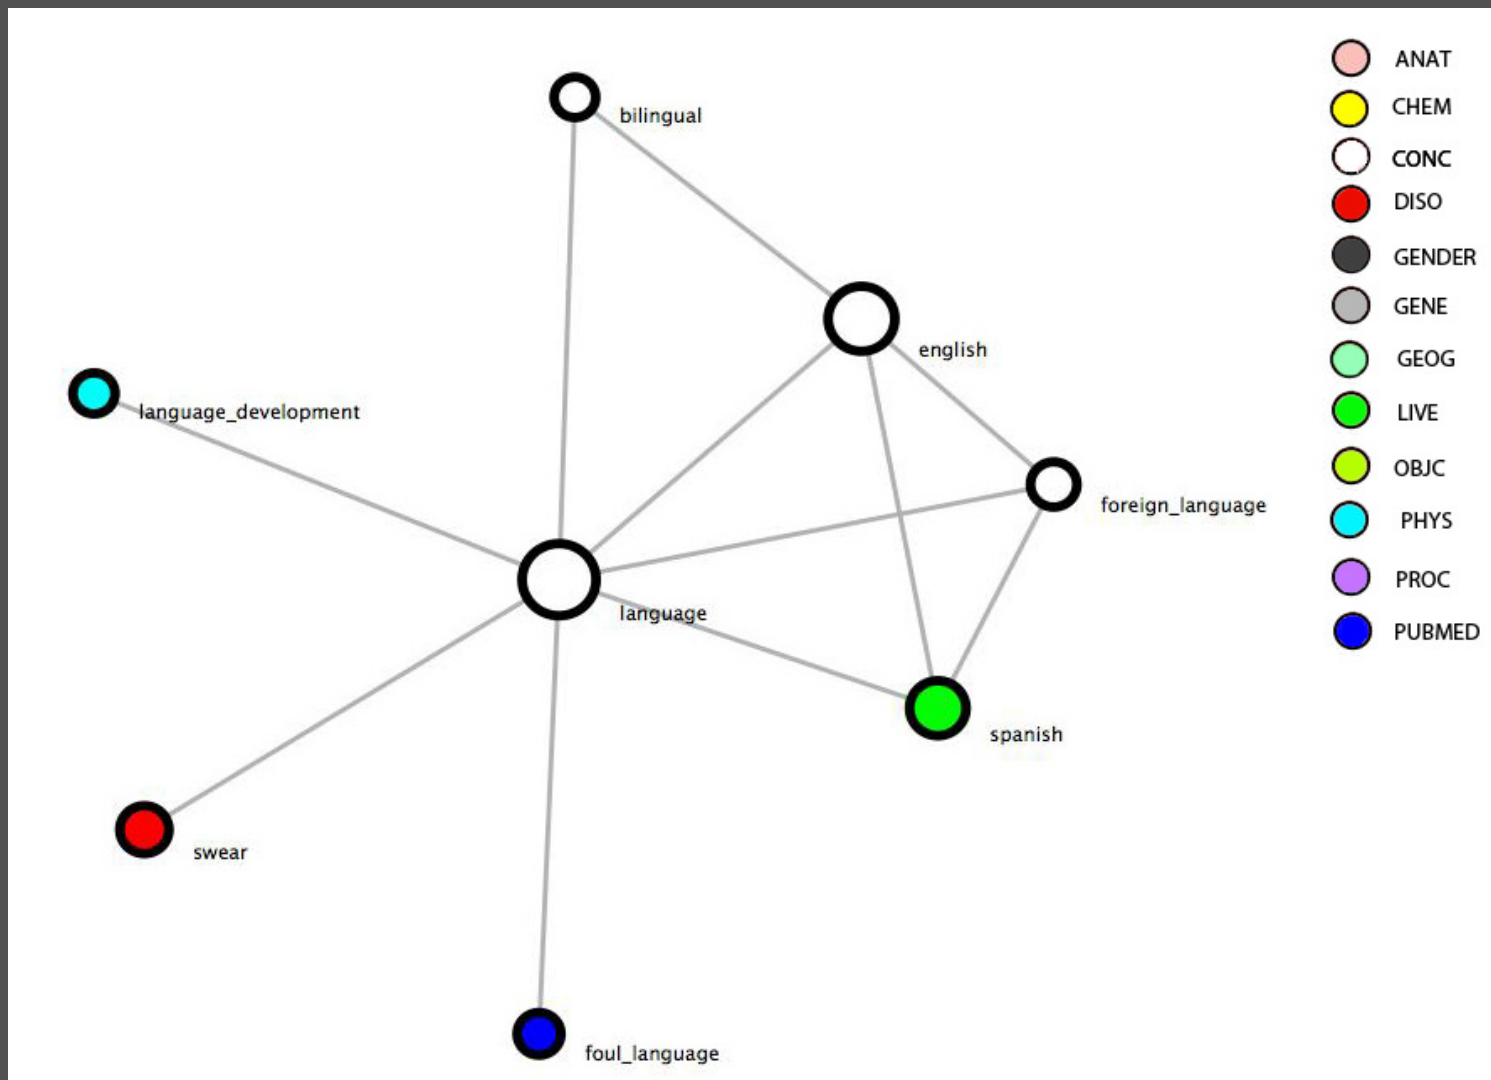 bilingual
english
language_development
foreign_language
language
spanish
swear
foul_language
ANAT
CHEM
CONC
DISO
GENDER
GENE
GEOG
LIVE
OBJC
PHYS
PROC
PUBMED